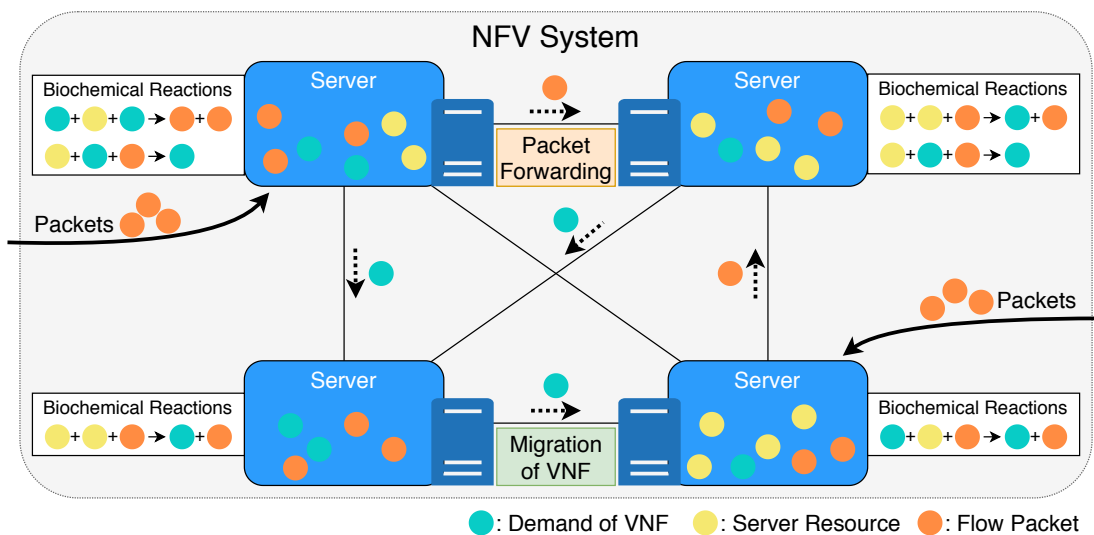 NFV System
Biochemical Reactions
+ + → +
+ + →
Server
Server
Biochemical Reactions
+ + → +
+ + →
Packet
Forwarding
Packets
Packets
Biochemical Reactions
+ + → +
Server
Server
Biochemical Reactions
+ + → +
Migration
of VNF
: Demand of VNF : Server Resource : Flow Packet